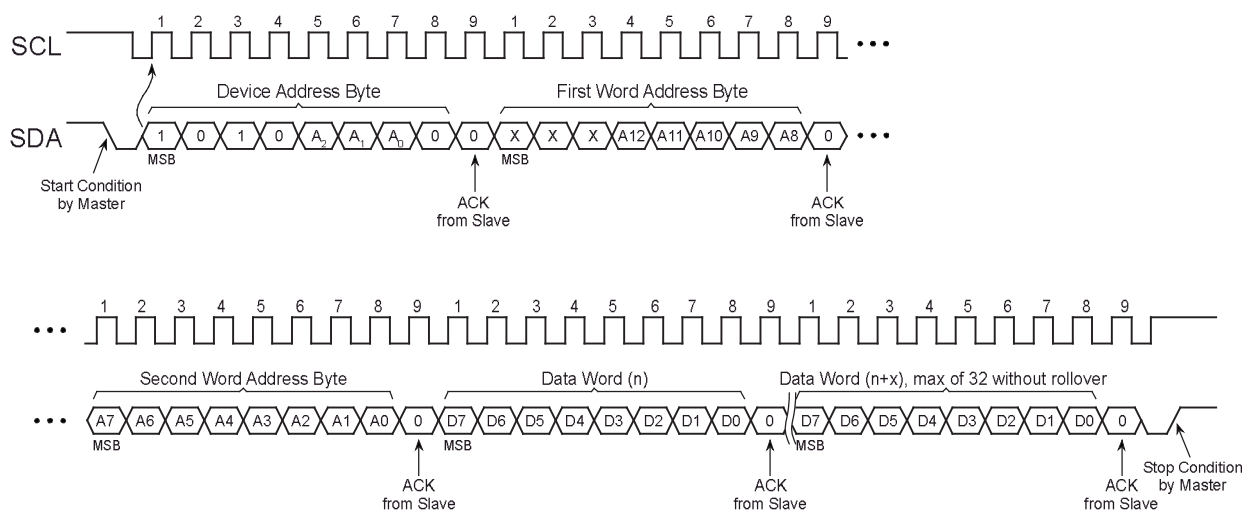 1 2 3 4 5 6 7 8 9 1 2 3 4 5 6 7 8 9
SCL
Device Address Byte First Word Address Byte
SDA 1 0 1 0 A2 A1 A0 0 0 X X X A12 A11 A10 A9 A8 0
MSB MSB
Start Condition
by Master
ACK
from Slave
ACK
from Slave
1 2 3 4 5 6 7 8 9 1 2 3 4 5 6 7 8 9 1 2 3 4 5 6 7 8 9
Second Word Address Byte Data Word (n) Data Word (n+x), max of 32 without rollover
A7 A6 A5 A4 A3 A2 A1 A0 0 D7 D6 D5 D4 D3 D2 D1 D0 0 D7 D6 D5 D4 D3 D2 D1 D0 0
MSB MSB MSB
ACK
from Slave
ACK
from Slave
ACK
from Slave
Stop Condition
by Master